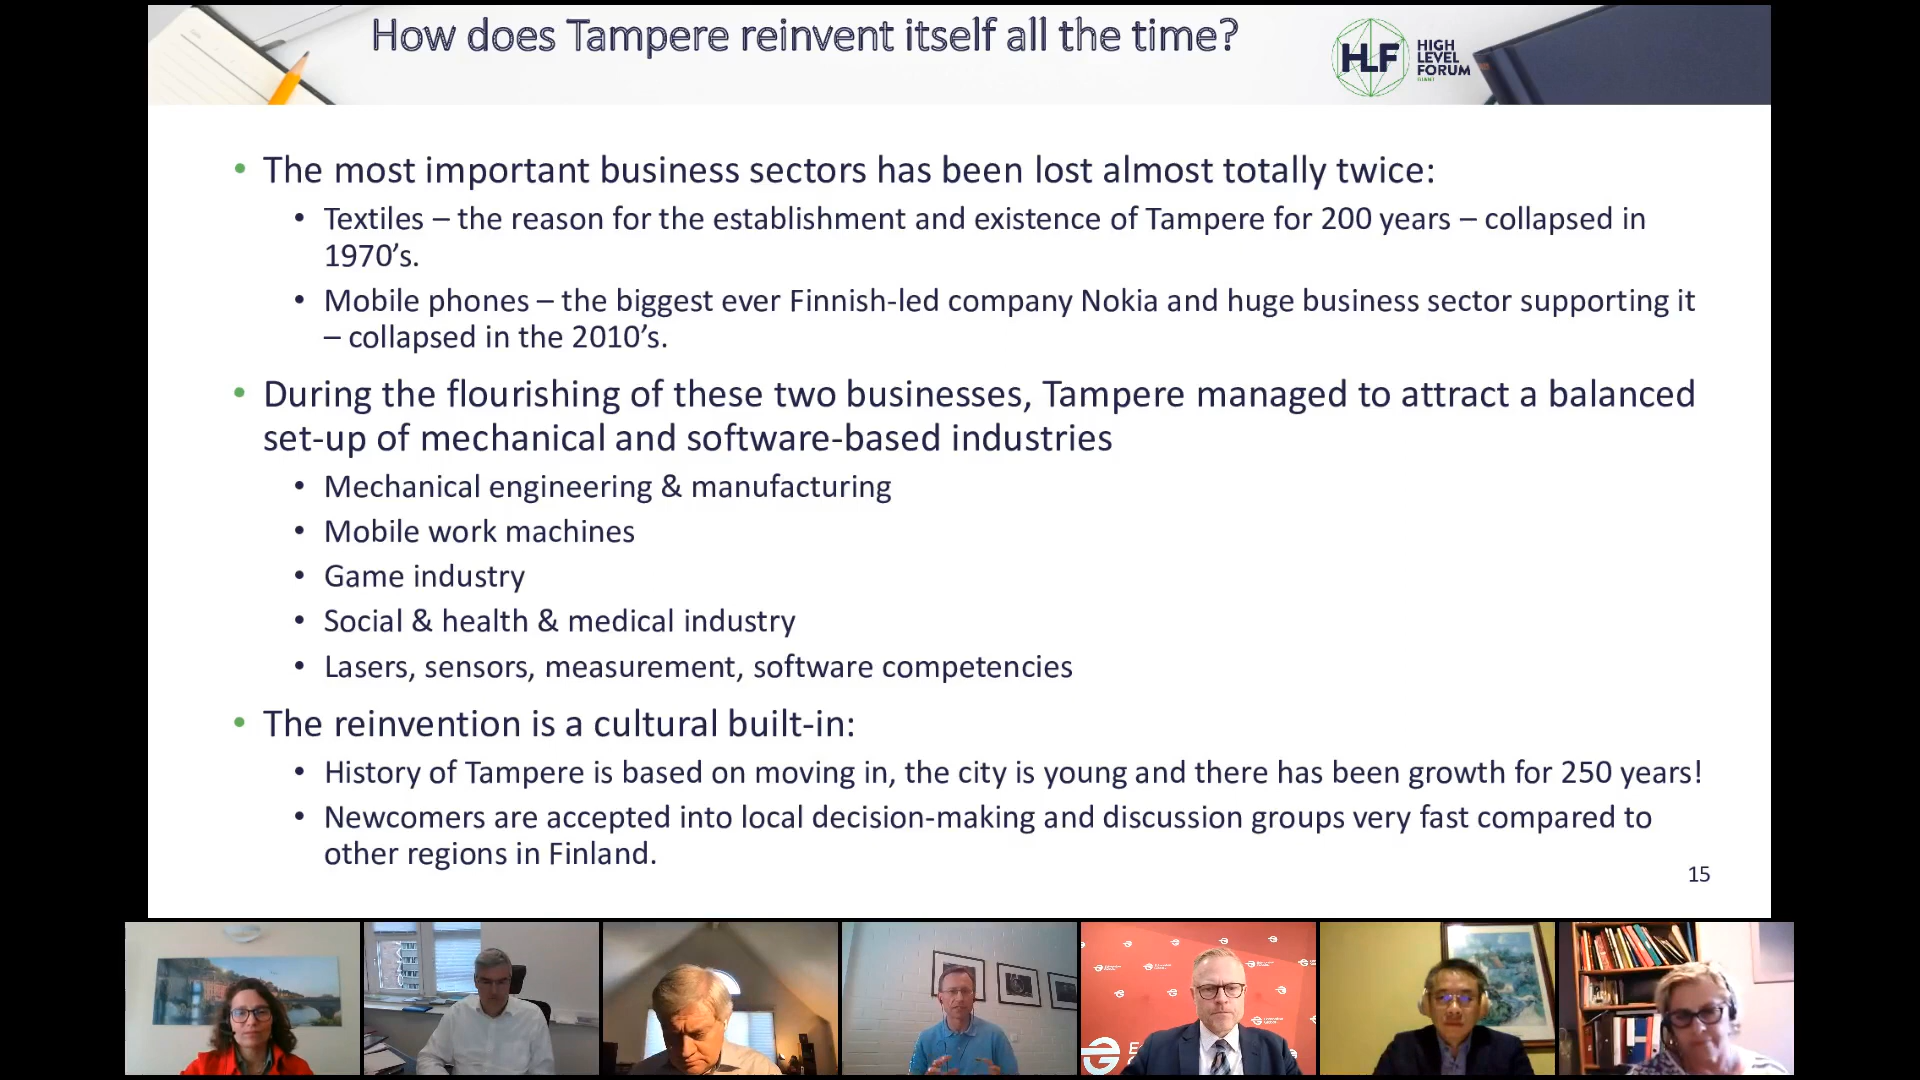 How does Tampere reinvent itself all the time?
HLF
HIGH
LEVEL
FORUM
GIANT
• The most important business sectors has been lost almost totally twice:
• Textiles – the reason for the establishment and existence of Tampere for 200 years – collapsed in
1970’s.
• Mobile phones – the biggest ever Finnish-led company Nokia and huge business sector supporting it
– collapsed in the 2010’s.
• During the flourishing of these two businesses, Tampere managed to attract a balanced
set-up of mechanical and software-based industries
• Mechanical engineering & manufacturing
• Mobile work machines
• Game industry
• Social & health & medical industry
• Lasers, sensors, measurement, software competencies
• The reinvention is a cultural built-in:
• History of Tampere is based on moving in, the city is young and there has been growth for 250 years!
• Newcomers are accepted into local decision-making and discussion groups very fast compared to
other regions in Finland.
15